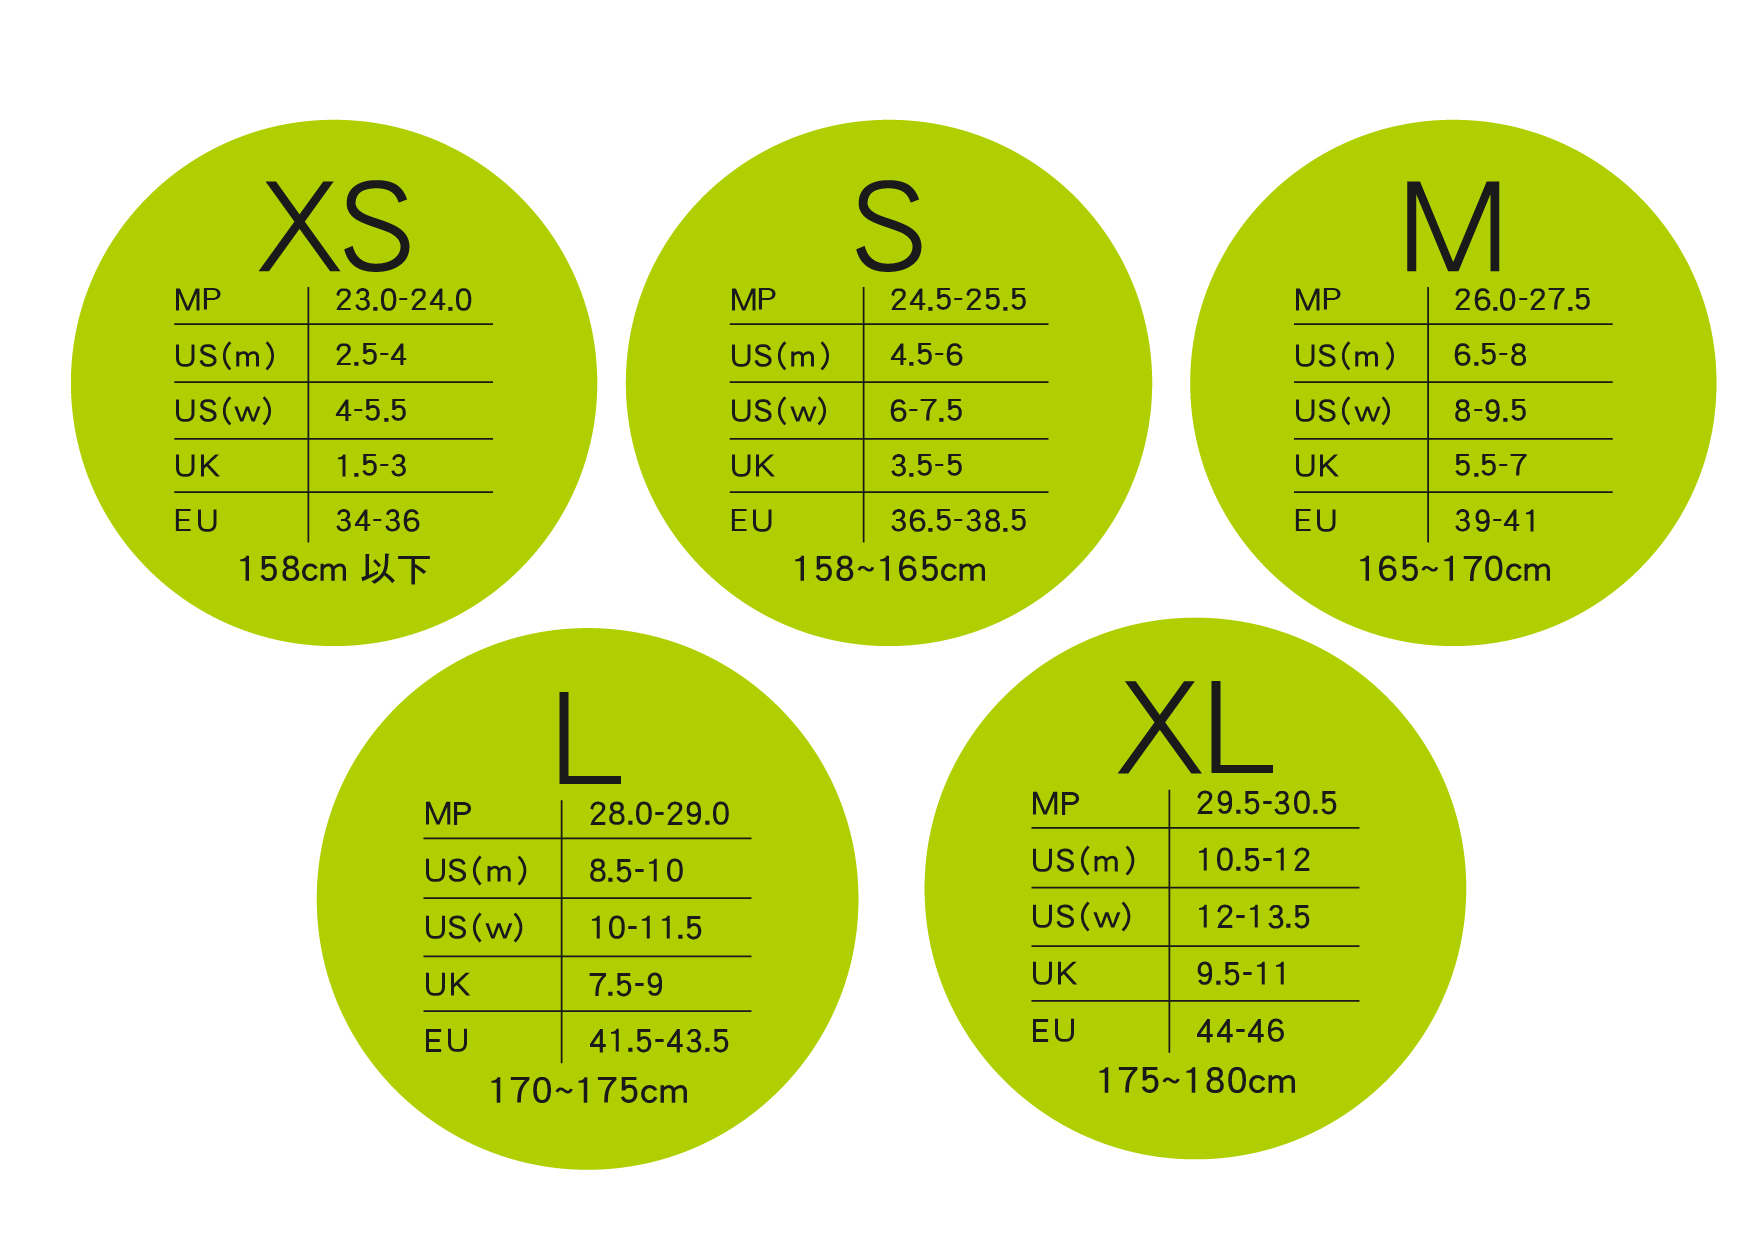 XS
MP 23.0-24.0
US(m) 2.5-4
US(w) 4-5.5
UK 1.5-3
EU 34-36
158cm 以下
S
MP 24.5-25.5
US(m) 4.5-6
US(w) 6-7.5
UK 3.5-5
EU 36.5-38.5
158~165cm
M
MP 26.0-27.5
US(m) 6.5-8
US(w) 8-9.5
UK 5.5-7
EU 39-41
165~170cm
L
MP 28.0-29.0
US(m) 8.5-10
US(w) 10-11.5
UK 7.5-9
EU 41.5-43.5
170~175cm
XL
MP 29.5-30.5
US(m) 10.5-12
US(w) 12-13.5
UK 9.5-11
EU 44-46
175~180cm